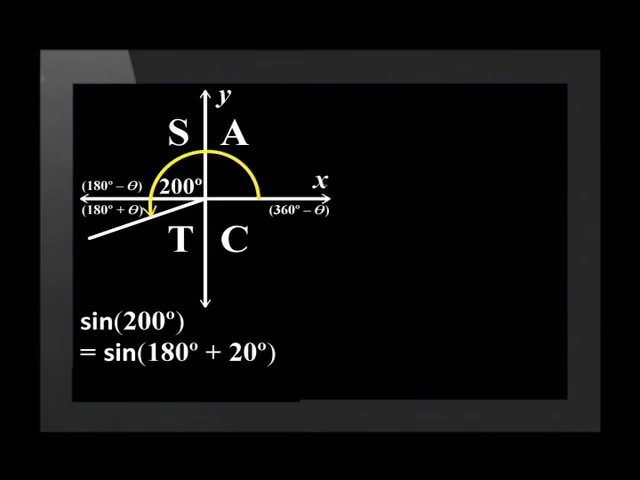 y
S A
(180º – Ө) 200º x
(180º + Ө) (360º – Ө)
T C
sin(200º)
= sin(180º + 20º)